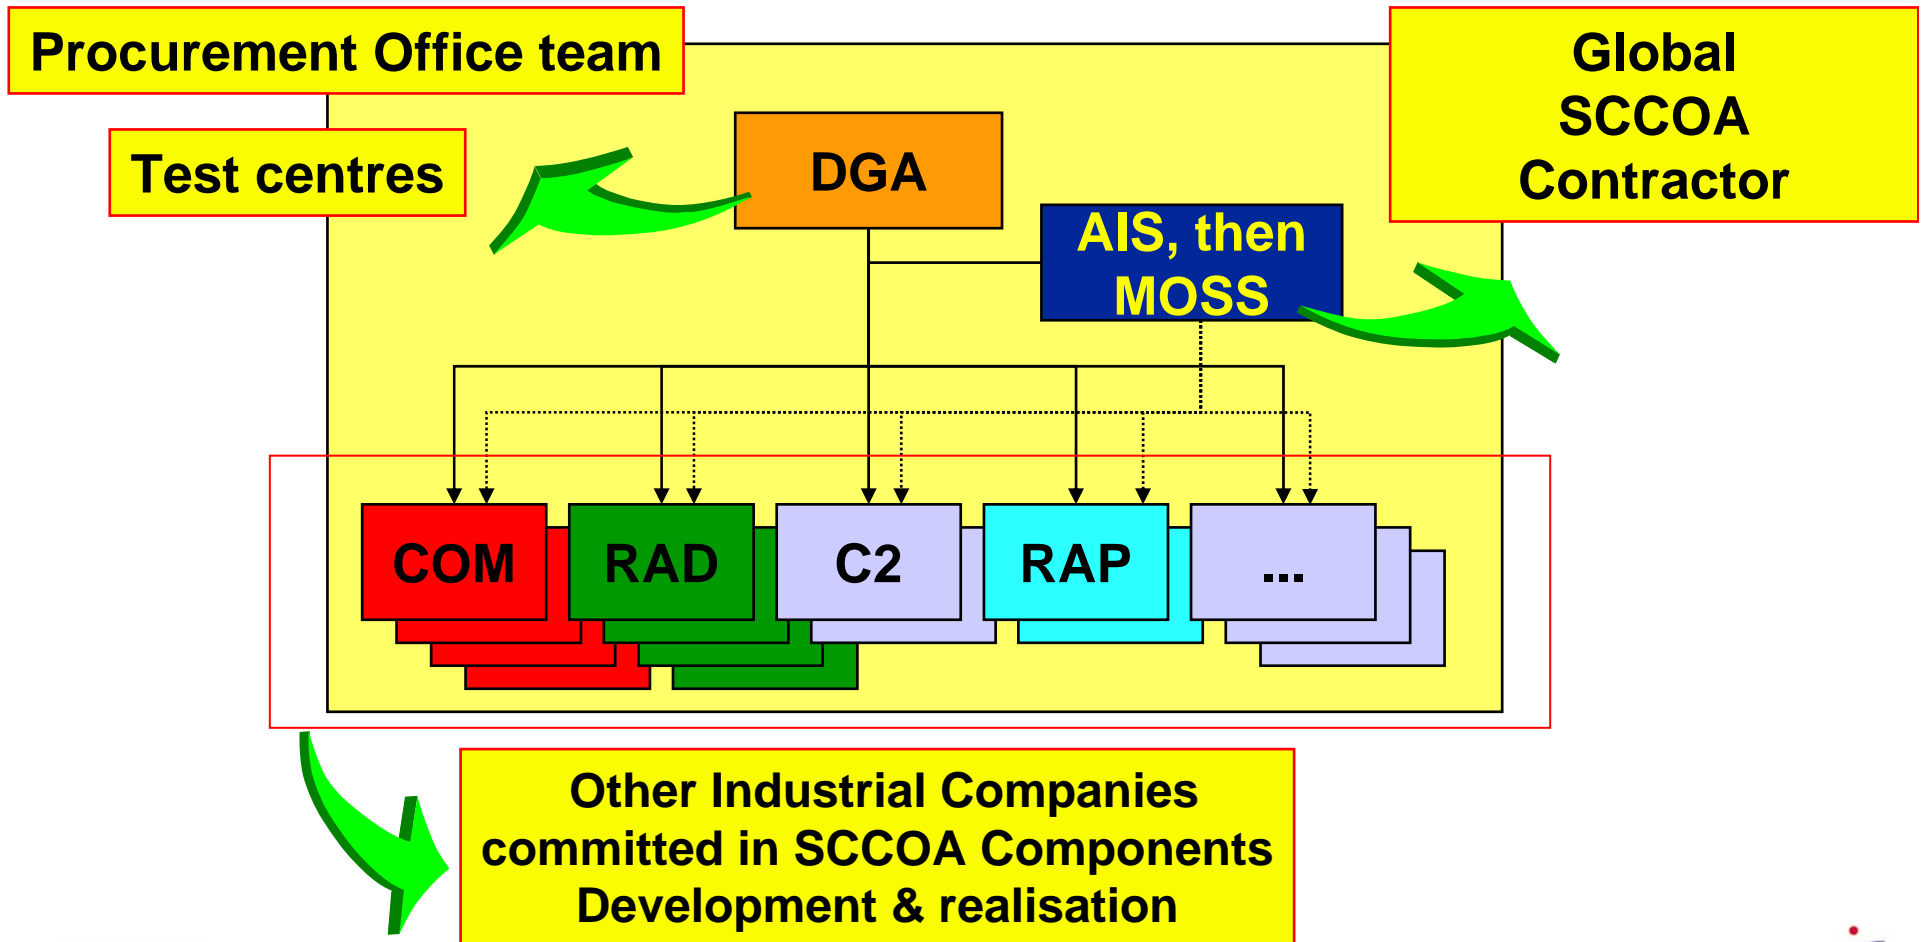 Procurement Office team
Global
SCCOA
Contractor
Test centres
DGA
AIS, then
MOSS
COM
RAD
C2
RAP
...
Other Industrial Companies
committed in SCCOA Components
Development & realisation